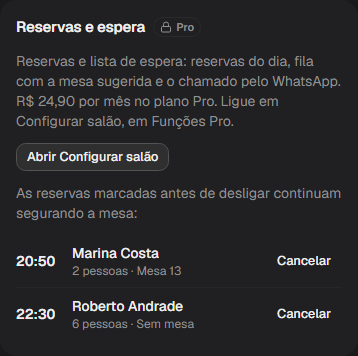 Reservas e espera Pro
Reservas e lista de espera: reservas do dia, fila
com a mesa sugerida e o chamado pelo WhatsApp.
R$ 24,90 por mês no plano Pro. Ligue em
Configurar salão, em Funções Pro.
Abrir Configurar salão
As reservas marcadas antes de desligar continuam
segurando a mesa:
20:50 Marina Costa Cancelar
2 pessoas · Mesa 13
22:30 Roberto Andrade Cancelar
6 pessoas · Sem mesa